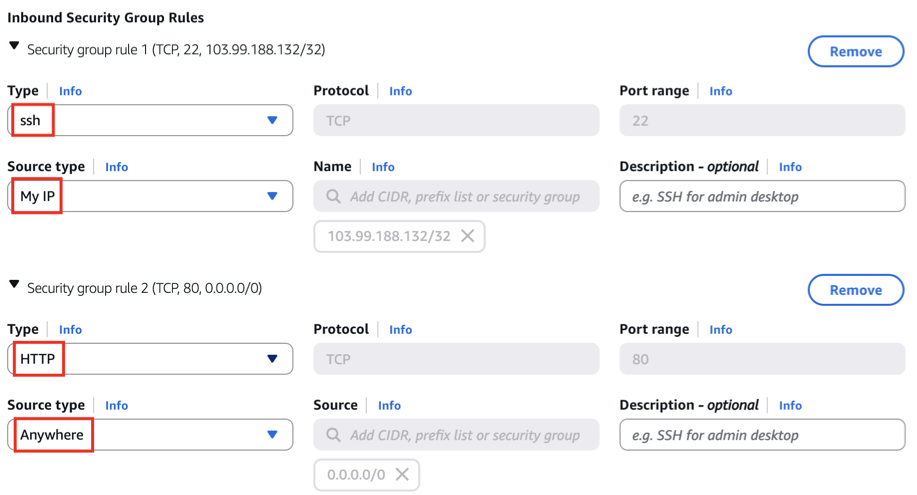 Inbound Security Group Rules
Security group rule 1 (TCP, 22, 103.99.188.132/32)
Remove
Type Info Protocol Info Port range Info
ssh TCP 22
Source type Info Name Info Description - optional Info
My IP Add CIDR, prefix list or security group e.g. SSH for admin desktop
103.99.188.132/32
Security group rule 2 (TCP, 80, 0.0.0.0/0)
Remove
Type Info Protocol Info Port range Info
HTTP TCP 80
Source type Info Source Info Description - optional Info
Anywhere Add CIDR, prefix list or security group e.g. SSH for admin desktop
0.0.0.0/0